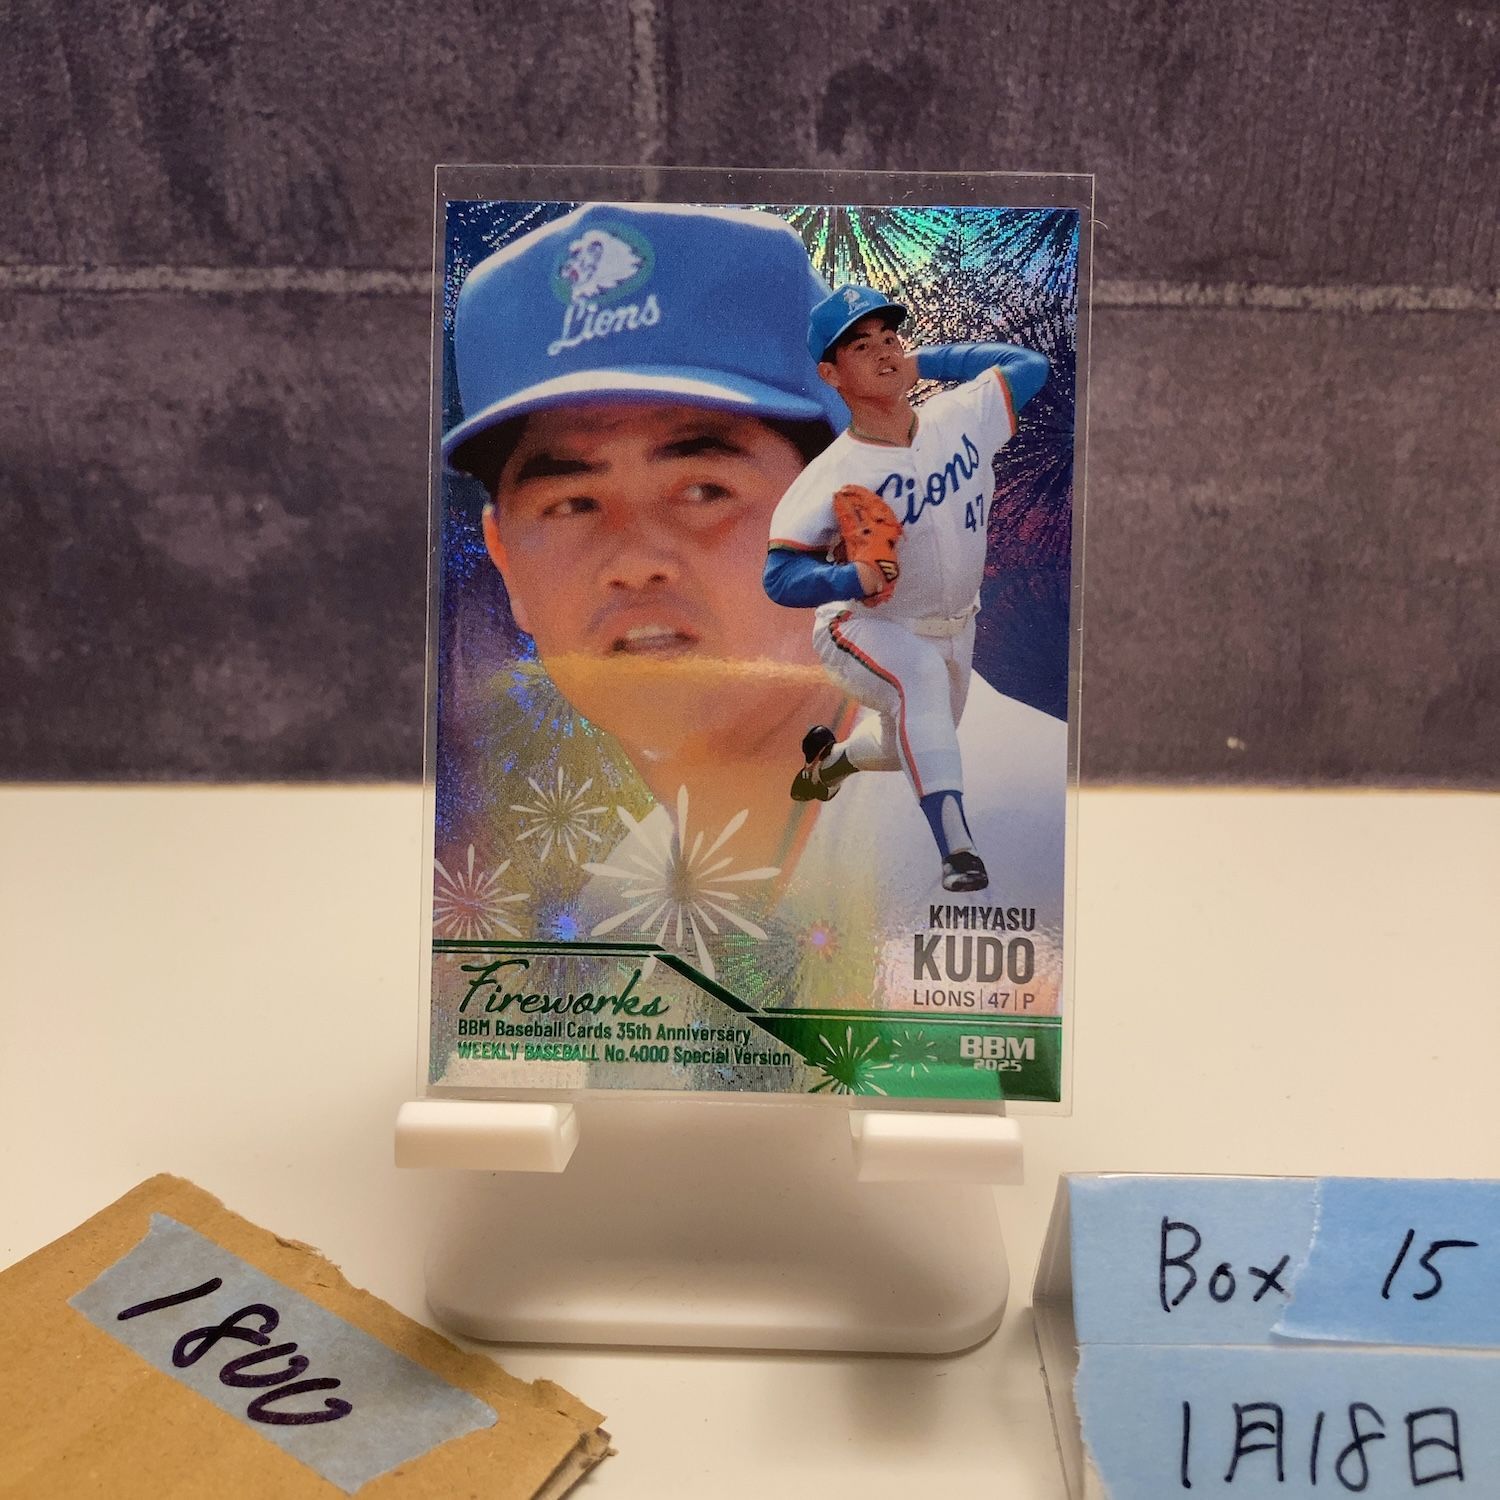 Lions
Lions
Lions
47
KIMIYASU
KUDO
LIONS|47|P
Fireworks
BBM Baseball Cards 35th Anniversary
WEEKLY BASEBALL No.4000 Special Version
BBM
2025
1800
Box 15
1月18日